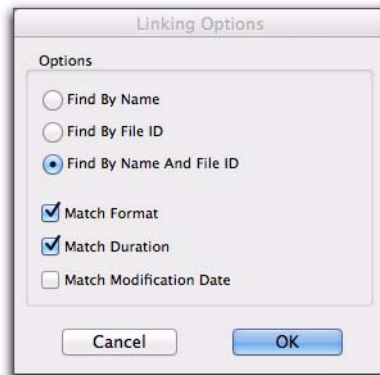 Linking Options
Options
Find By Name
Find By File ID
Find By Name And File ID
Match Format
Match Duration
Match Modification Date
Cancel OK